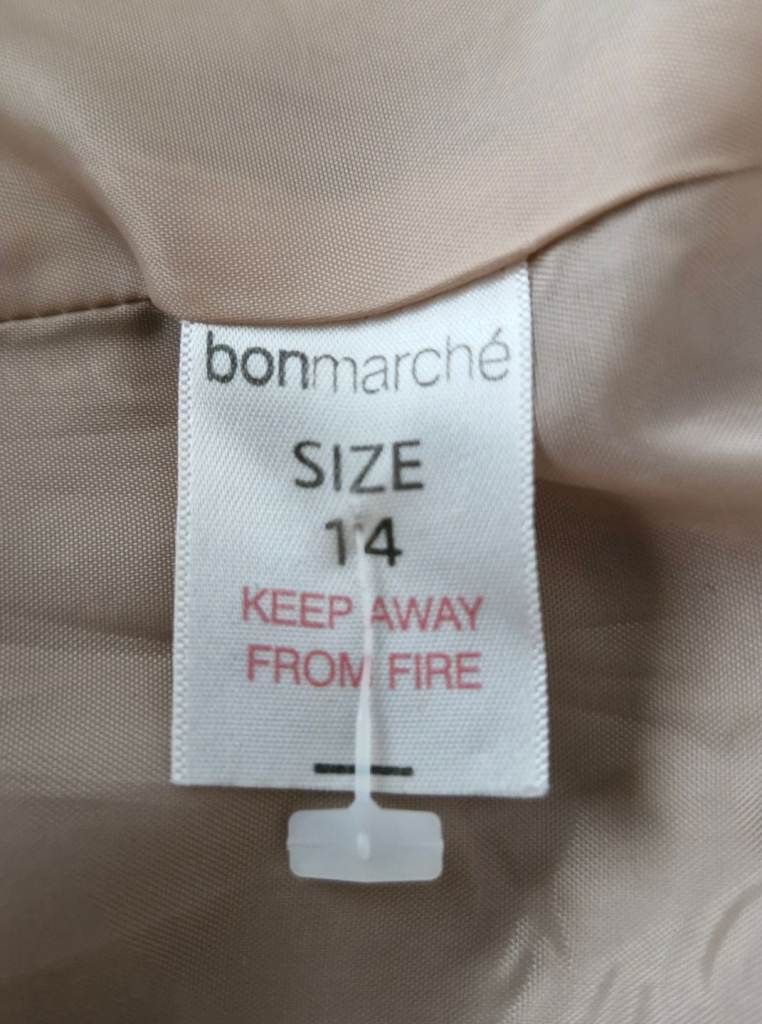 bonmarché
SIZE
14
KEEP AWAY
FROM FIRE